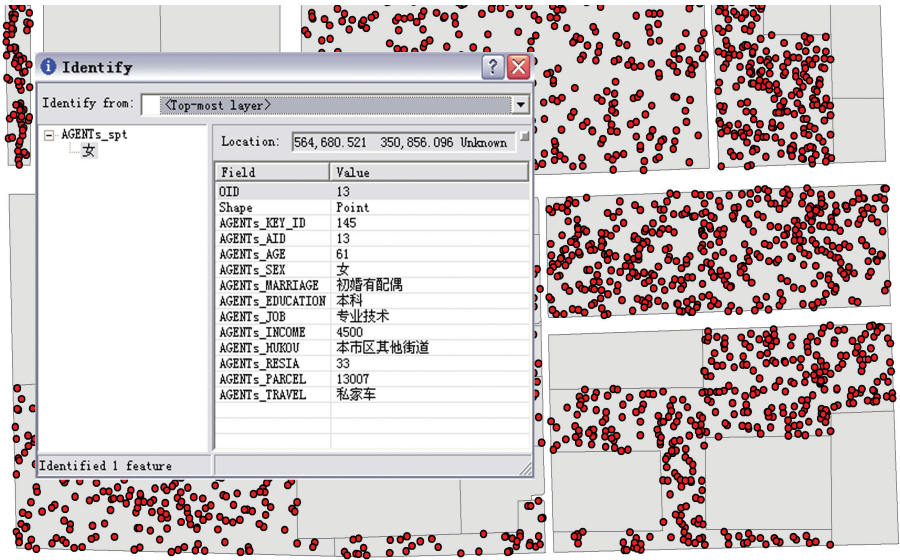 Identify
Identify from: <Top-most layer>
AGENTs_spt
女
Location: 564,680.521 350,856.096 Unknown
Field Value
OID 13
Shape Point
AGENTs_KEY_ID 145
AGENTs_AID 13
AGENTs_AGE 61
AGENTs_SEX 女
AGENTs_MARRIAGE 初婚有配偶
AGENTs_EDUCATION 本科
AGENTs_JOB 专业技术
AGENTs_INCOME 4500
AGENTs_HUKOU 本市区其他街道
AGENTs_RESIA 33
AGENTs_PARCEL 13007
AGENTs_TRAVEL 私家车
Identified 1 feature